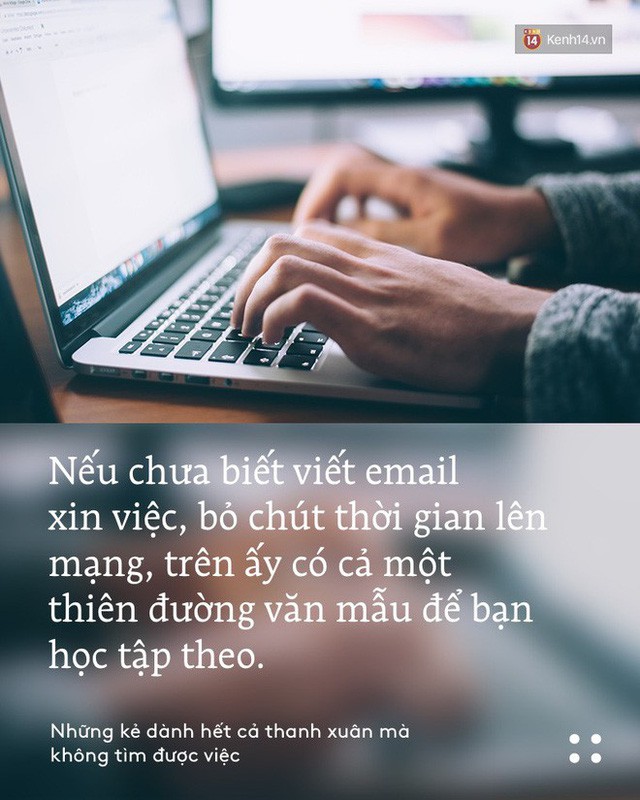 KENH
14
Kenh14.vn
Nếu chưa biết viết email
xin việc, bỏ chút thời gian lên
mạng, trên ấy có cả một
thiên đường văn mẫu để bạn
học tập theo.
Những kẻ dành hết cả thanh xuân mà
không tìm được việc